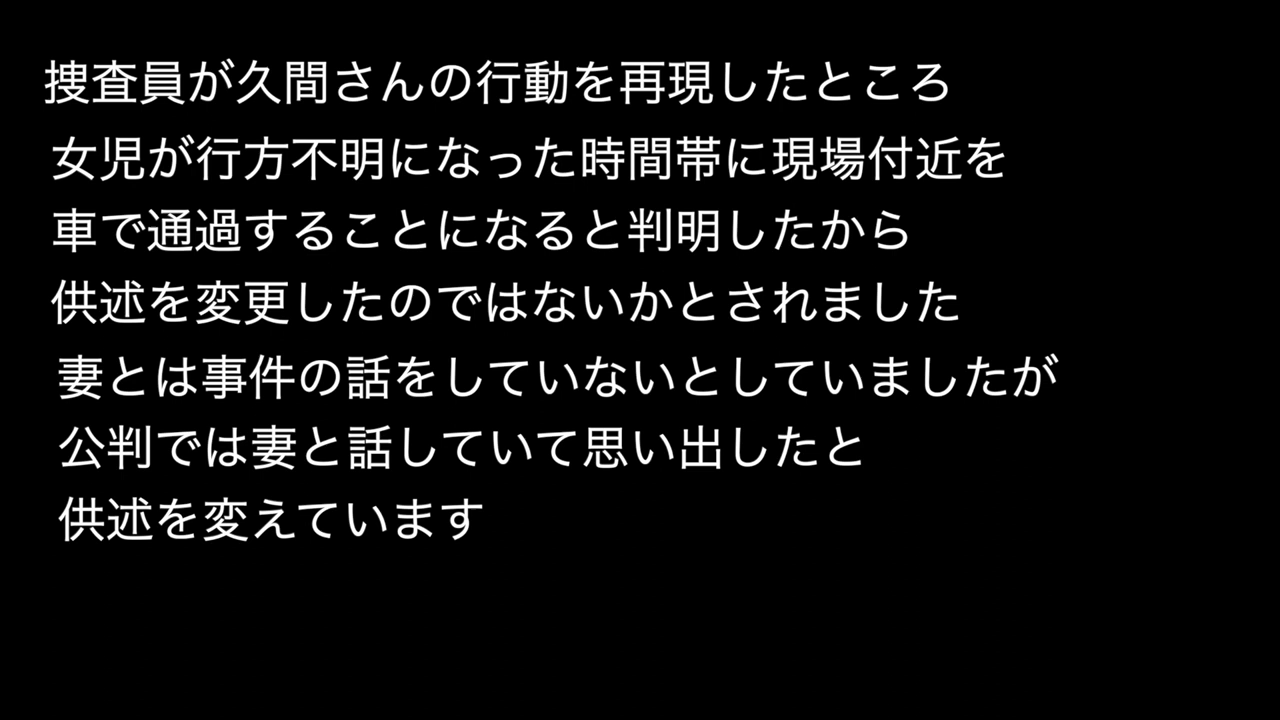 捜査員が久間さんの行動を再現したところ
女児が行方不明になった時間帯に現場付近を
車で通過することになると判明したから
供述を変更したのではないかとされました
妻とは事件の話をしていないとしていましたが
公判では妻と話していて思い出したと
供述を変えています